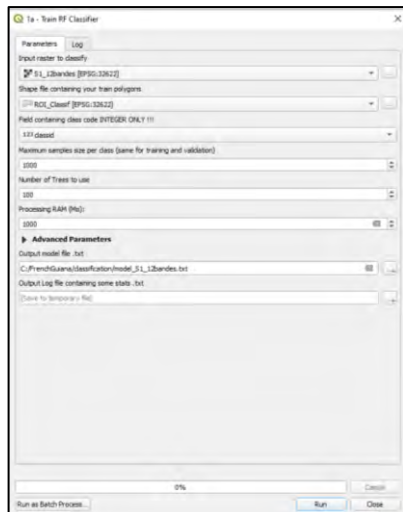 1a - Train RF Classifier
Parameters Log
Input raster to classify
S1_12bandes [EPSG:32622]
Shape file containing your train polygons
ROI_Classif [EPSG:32622]
Field containing class code INTEGER ONLY !!!
123 classid
Maximum samples size per class (same for training and validation)
1000
Number of Trees to use
100
Processing RAM (Mo):
1000
Advanced Parameters
Output model file .txt
C:/FrenchGuiana/classification/model_S1_12bandes.txt
Output Log file containing some stats .txt
[Save to temporary file]
0% Cancel
Run as Batch Process... Run Close